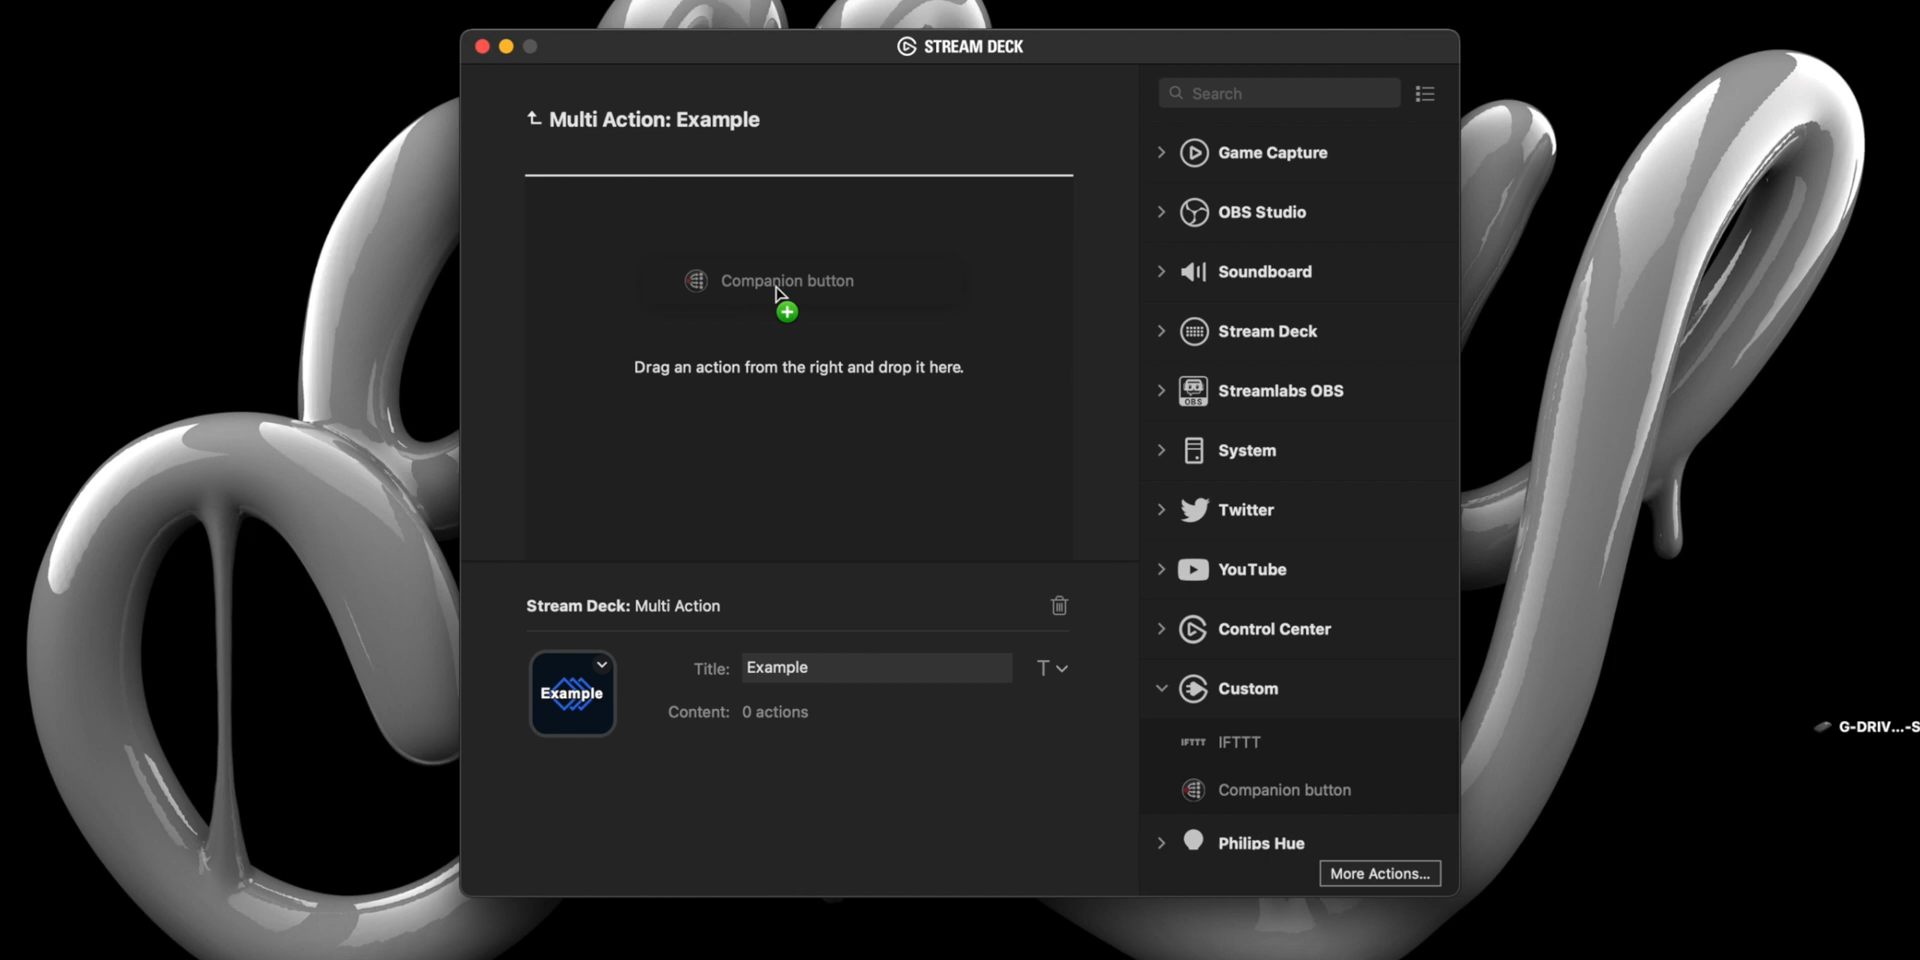 STREAM DECK
Multi Action: Example
Companion button
Drag an action from the right and drop it here.
Stream Deck: Multi Action
Example
Title: Example
T
Content: 0 actions
Search
Game Capture
OBS Studio
Soundboard
Stream Deck
OBS
Streamlabs OBS
System
Twitter
YouTube
Control Center
Custom
IFTTT IFTTT
Companion button
Philips Hue
More Actions...
G-DRIV...-S